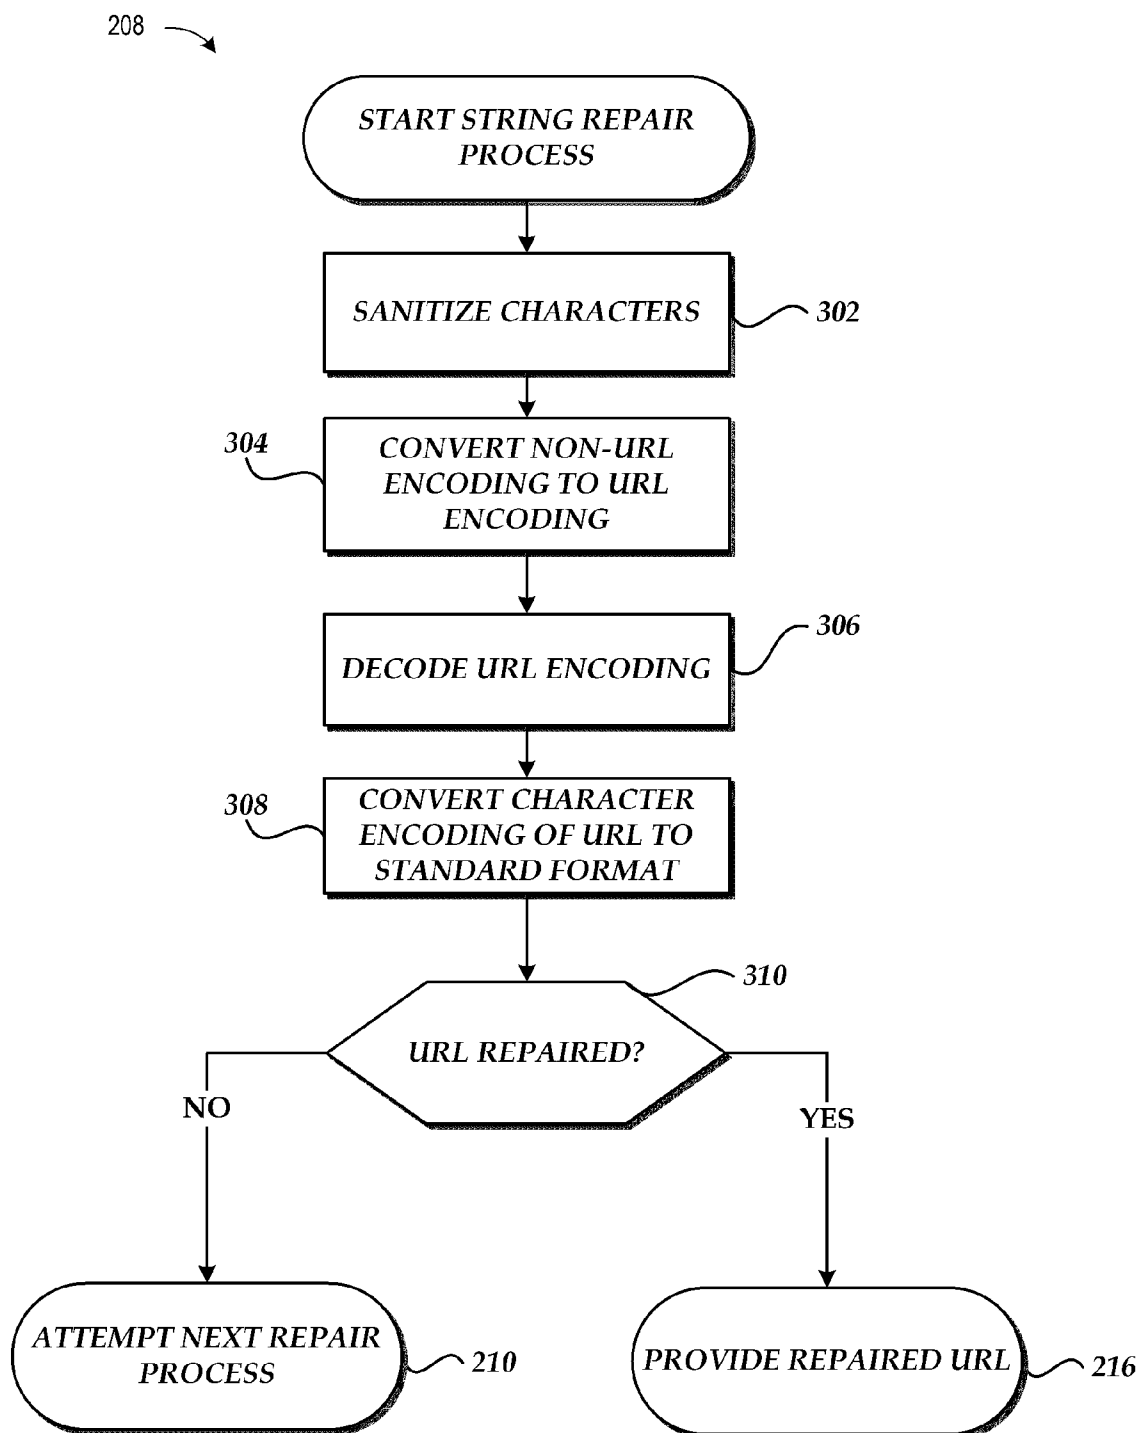 208
START STRING REPAIR
PROCESS
SANITIZE CHARACTERS
302
304
CONVERT NON-URL
ENCODING TO URL
ENCODING
306
DECODE URL ENCODING
308
CONVERT CHARACTER
ENCODING OF URL TO
STANDARD FORMAT
310
URL REPAIRED?
NO
YES
ATTEMPT NEXT REPAIR
PROCESS
210
PROVIDE REPAIRED URL
216